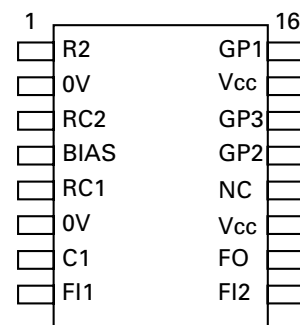 1 16
R2 GP1
0V Vcc
RC2 GP3
BIAS GP2
RC1 NC
0V Vcc
C1 FO
FI1 FI2